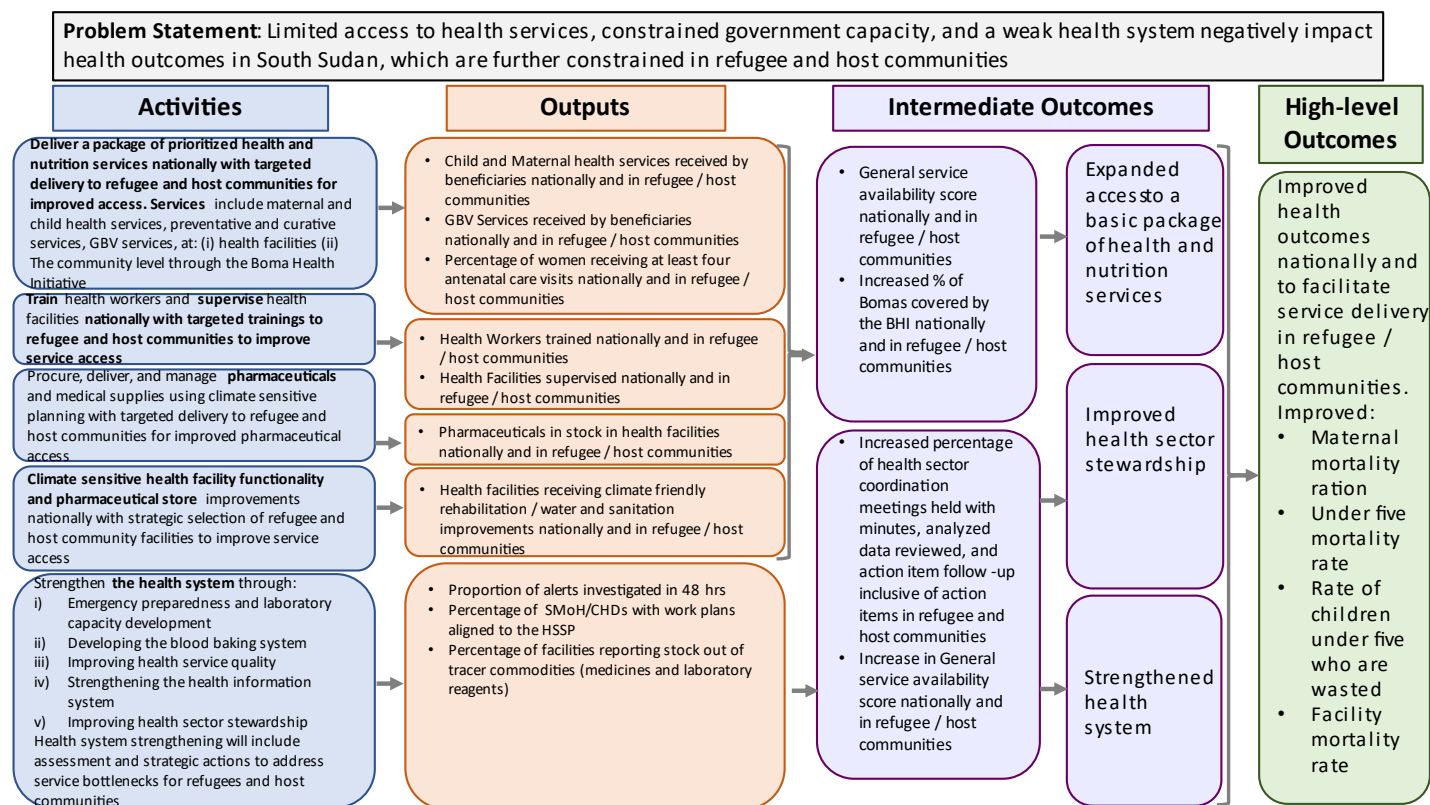 Problem Statement: Limited access to health services, constrained government capacity, and a weak health system negatively impact
health outcomes in South Sudan, which are further constrained in refugee and host communities
Activities
Deliver a package of prioritized health and
nutrition services nationally with targeted
delivery to refugee and host communities for
improved access. Services include maternal and
child health services, preventative and curative
services, GBV services, at: (i) health facilities (ii)
The community level through the Boma Health
Initiative
Train health workers and supervise health
facilities nationally with targeted trainings to
refugee and host communities to improve
service access
Procure, deliver, and manage pharmaceuticals
and medical supplies using climate sensitive
planning with targeted delivery to refugee and
host communities for improved pharmaceutical
access
Climate sensitive health facility functionality
and pharmaceutical store improvements
nationally with strategic selection of refugee and
host community facilities to improve service
access
Strengthen the health system through:
i) Emergency preparedness and laboratory
capacity development
ii) Developing the blood baking system
iii) Improving health service quality
iv) Strengthening the health information
system
v) Improving health sector stewardship
Health system strengthening will include
assessment and strategic actions to address
service bottlenecks for refugees and host
communities
Outputs
• Child and Maternal health services received by
beneficiaries nationally and in refugee / host
communities
• GBV Services received by beneficiaries
nationally and in refugee / host communities
• Percentage of women receiving at least four
antenatal care visits nationally and in refugee /
host communities
• Health Workers trained nationally and in refugee
/ host communities
• Health Facilities supervised nationally and in
refugee / host communities
• Pharmaceuticals in stock in health facilities
nationally and in refugee / host communities
• Health facilities receiving climate friendly
rehabilitation / water and sanitation
improvements nationally and in refugee / host
communities
• Proportion of alerts investigated in 48 hrs
• Percentage of SMoH/CHDs with work plans
aligned to the HSSP
• Percentage of facilities reporting stock out of
tracer commodities (medicines and laboratory
reagents)
Intermediate Outcomes
• General service
availability score
nationally and in
refugee / host
communities
• Increased % of
Bomas covered by
the BHI nationally
and in refugee / host
communities
• Increased percentage
of health sector
coordination
meetings held with
minutes, analyzed
data reviewed, and
action item follow -up
inclusive of action
items in refugee and
host communities
• Increase in General
service availability
score nationally and
in refugee / host
communities
Expanded
access to a
basic package
of health and
nutrition
services
Improved
health sector
stewardship
Strengthened
health
system
High-level
Outcomes
Improved
health
outcomes
nationally and
to facilitate
service delivery
in refugee /
host
communities.
Improved:
• Maternal
mortality
ration
• Under five
mortality
rate
• Rate of
children
under five
who are
wasted
• Facility
mortality
rate